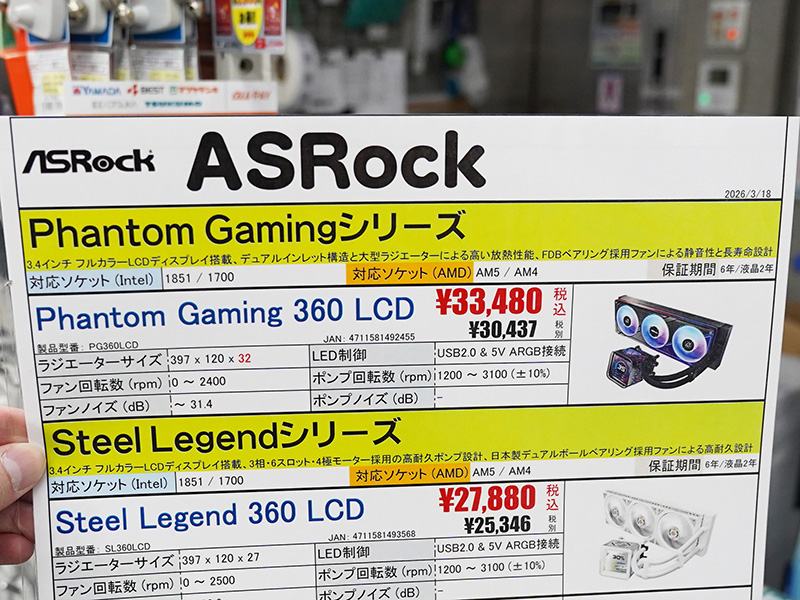 YAMADA BEST
ASRock ASRock
2026/3/18
Phantom Gamingシリーズ
3.4インチ フルカラーLCDディスプレイ搭載、デュアルインレット構造と大型ラジエーターによる高い放熱性能、FDBベアリング採用ファンによる静音性と長寿命設計
対応ソケット (Intel) 1851 / 1700 対応ソケット (AMD) AM5 / AM4 保証期間 6年/液晶2年
Phantom Gaming 360 LCD ¥33,480 税込
¥30,437 税別
製品型番: PG360LCD JAN: 4711581492455
ラジエーターサイズ 397 x 120 x 32 LED制御 USB2.0 & 5V ARGB接続
ファン回転数 (rpm) 0 ～ 2400 ポンプ回転数 (rpm) 1200 ～ 3100 (±10%)
ファンノイズ (dB) ～ 31.4 ポンプノイズ (dB) -
Steel Legendシリーズ
3.4インチ フルカラーLCDディスプレイ搭載、3相・6スロット・4極モーター採用の高耐久ポンプ設計、日本製デュアルボールベアリング採用ファンによる高耐久設計
対応ソケット (Intel) 1851 / 1700 対応ソケット (AMD) AM5 / AM4 保証期間 6年/液晶2年
Steel Legend 360 LCD ¥27,880 税込
¥25,346 税別
製品型番: SL360LCD JAN: 4711581493568
ラジエーターサイズ 397 x 120 x 27 LED制御 USB2.0 & 5V ARGB接続
ファン回転数 (rpm) 0 ～ 2500 ポンプ回転数 (rpm) 1200 ～ 3100 (±10%)
ポンプノイズ (dB) -